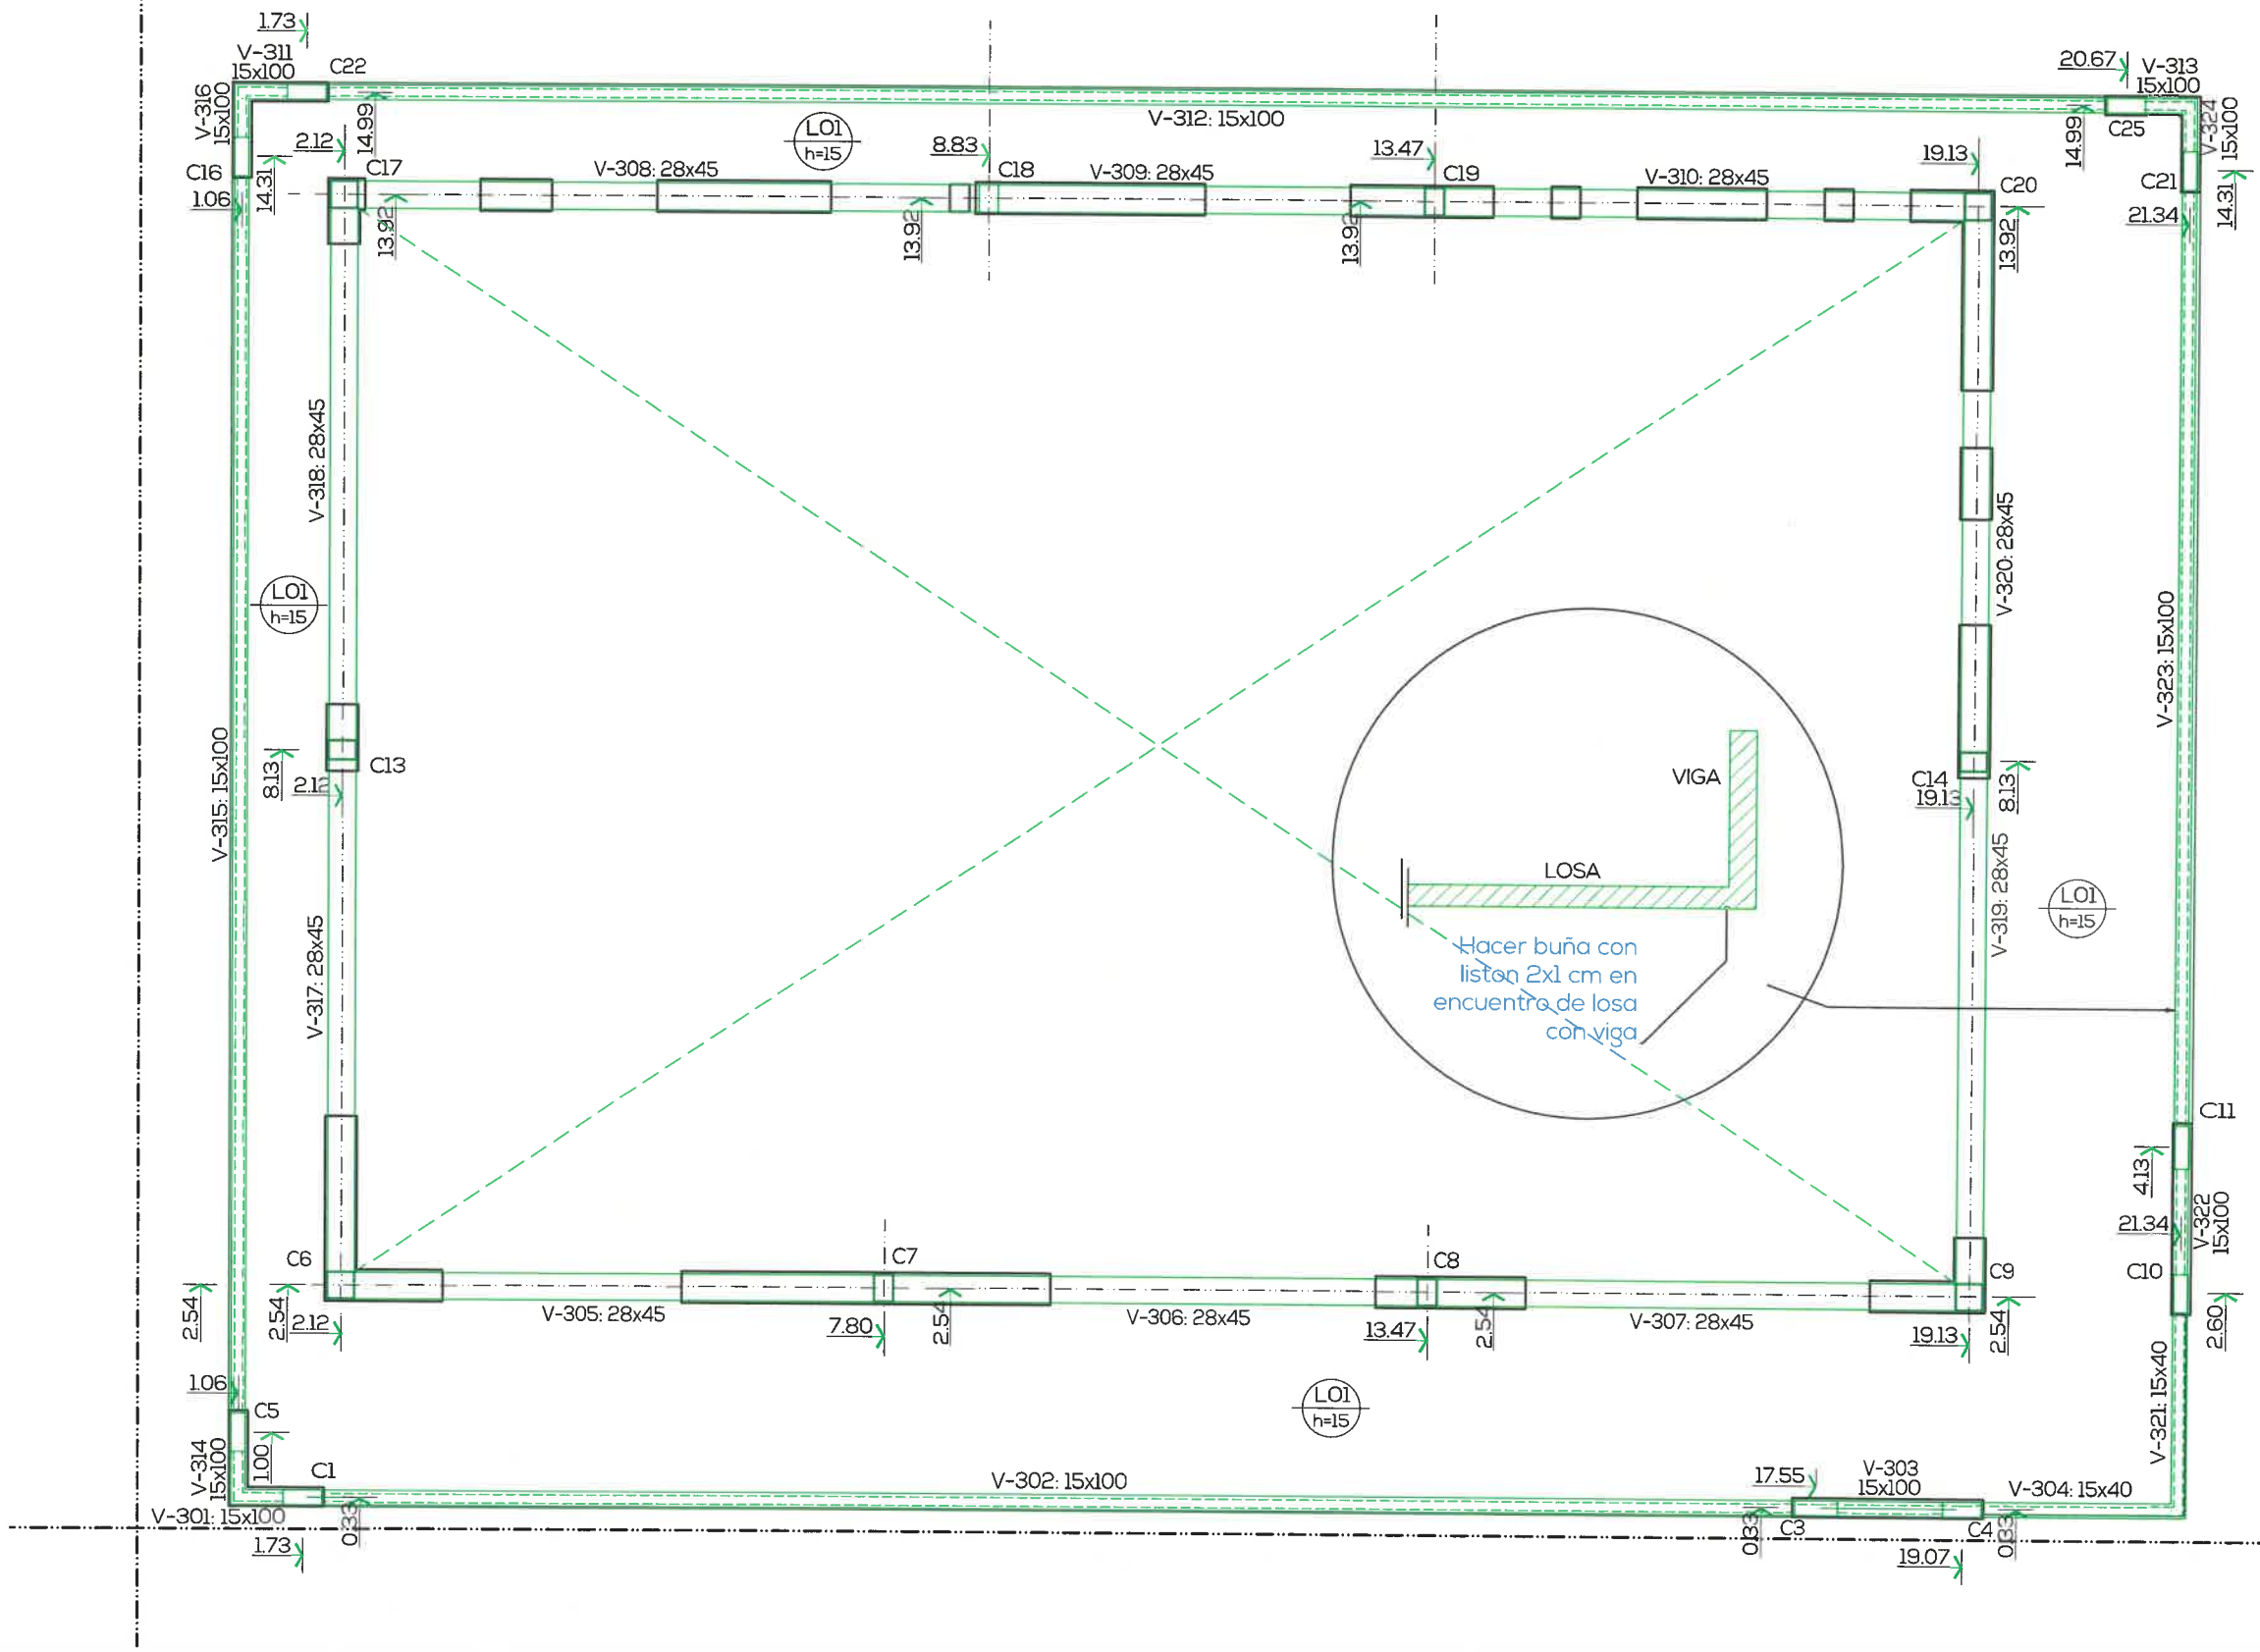 1.73
V-311
15x100
C22
20.67
V-313
15x100
V-316
15x100
V-312: 15x100
C25
V-324
15x100
2.12
14.99
L01
h=15
8.83
13.47
14.99
19.13
C16
1.06
14.31
C17
V-308: 28x45
C18
V-309: 28x45
C19
V-310: 28x45
C20
C21
21.34
14.31
13.92
13.92
13.92
13.92
V-318: 28x45
V-320: 28x45
L01
h=15
V-323: 15x100
V-315: 15x100
8.13
2.12
C13
VIGA
C14
19.13
8.13
LOSA
V-319: 28x45
L01
h=15
V-317: 28x45
Hacer buña con
liston 2x1 cm en
encuentro de losa
con viga
C11
4.13
21.34
V-322
15x100
C10
2.60
C6
C7
C8
C9
2.54
2.54
2.12
V-305: 28x45
7.80
2.54
V-306: 28x45
13.47
2.54
V-307: 28x45
19.13
2.54
1.06
C5
L01
h=15
V-321: 15x40
V-314
15x100
1.00
C1
V-302: 15x100
17.55
V-303
15x100
V-304: 15x40
V-301: 15x100
0.33
0.33
C3
C4
0.33
1.73
19.07